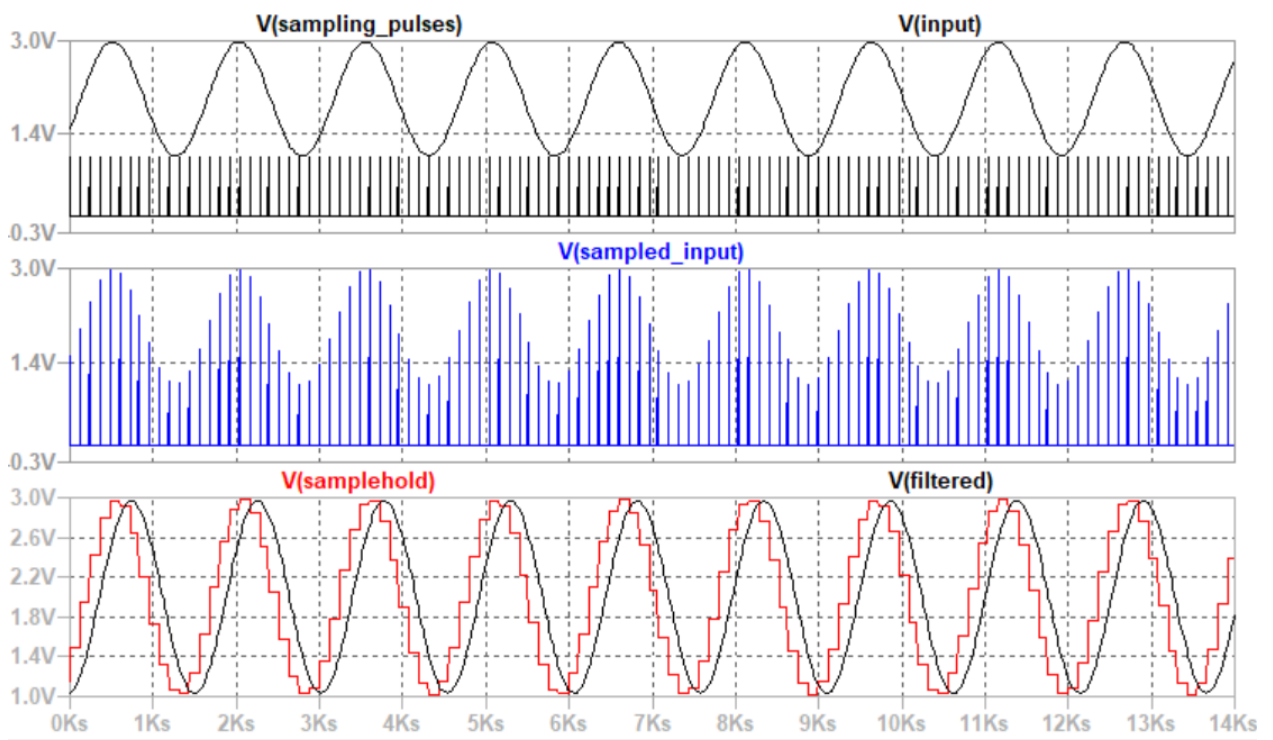 V(sampling_pulses) V(input)
3.0V
1.4V
-0.3V
V(sampled_input)
3.0V
1.4V
-0.3V
V(samplehold) V(filtered)
3.0V
2.6V
2.2V
1.8V
1.4V
1.0V
0Ks 1Ks 2Ks 3Ks 4Ks 5Ks 6Ks 7Ks 8Ks 9Ks 10Ks 11Ks 12Ks 13Ks 14Ks